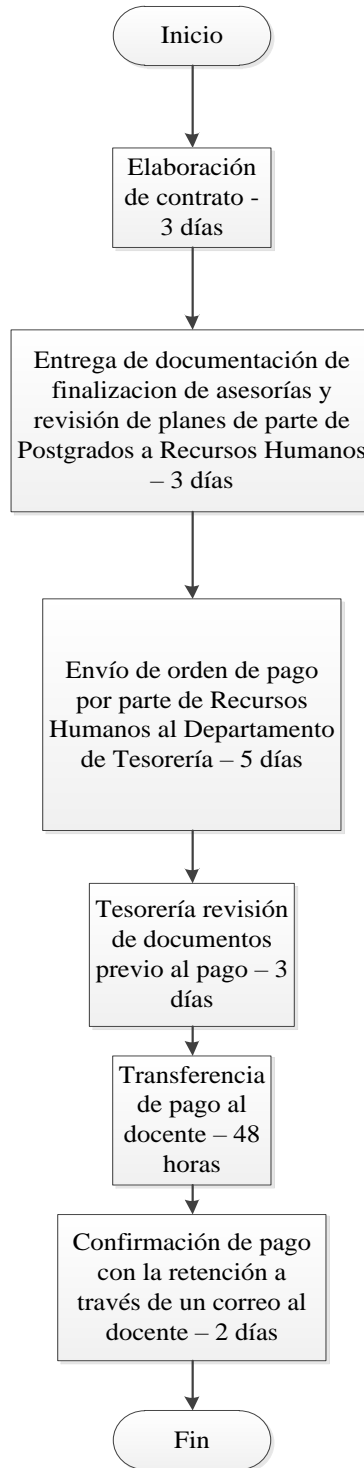 Inicio
Elaboración
de contrato -
3 días
Entrega de documentación de
finalizacion de asesorías y
revisión de planes de parte de
Postgrados a Recursos Humanos
– 3 días
Envío de orden de pago
por parte de Recursos
Humanos al Departamento
de Tesorería – 5 días
Tesorería revisión
de documentos
previo al pago – 3
días
Transferencia
de pago al
docente – 48
horas
Confirmación de pago
con la retención a
través de un correo al
docente – 2 días
Fin